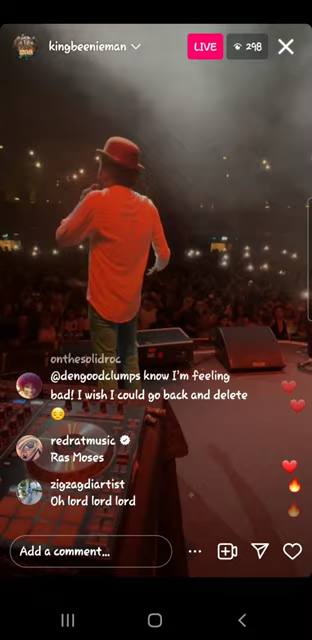 kingbeenieman
LIVE
298
onthesolidroc
@dengoodclumps know I'm feeling
bad! I wish I could go back and delete
😔
redratmusic
Ras Moses
zigzagdiartist
Oh lord lord lord
Add a comment...